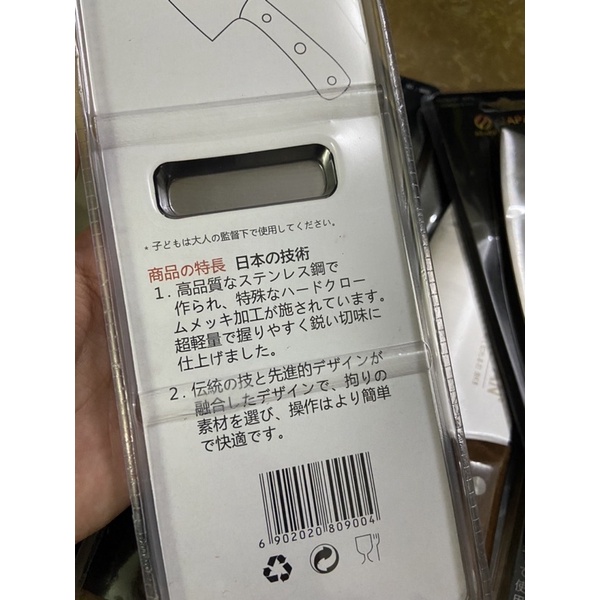 * 子どもは大人の監督下で使用してください。
商品の特長 日本の技術
1. 高品質なステンレス鋼で
作られ、特殊なハードクロー
ムメッキ加工が施されています。
超軽量で握りやすく鋭い切味に
仕上げました。
2. 伝統の技と先進的デザインが
融合したデザインで、拘りの
素材を選び、操作はより簡単
で快適です。
6 902020 809004